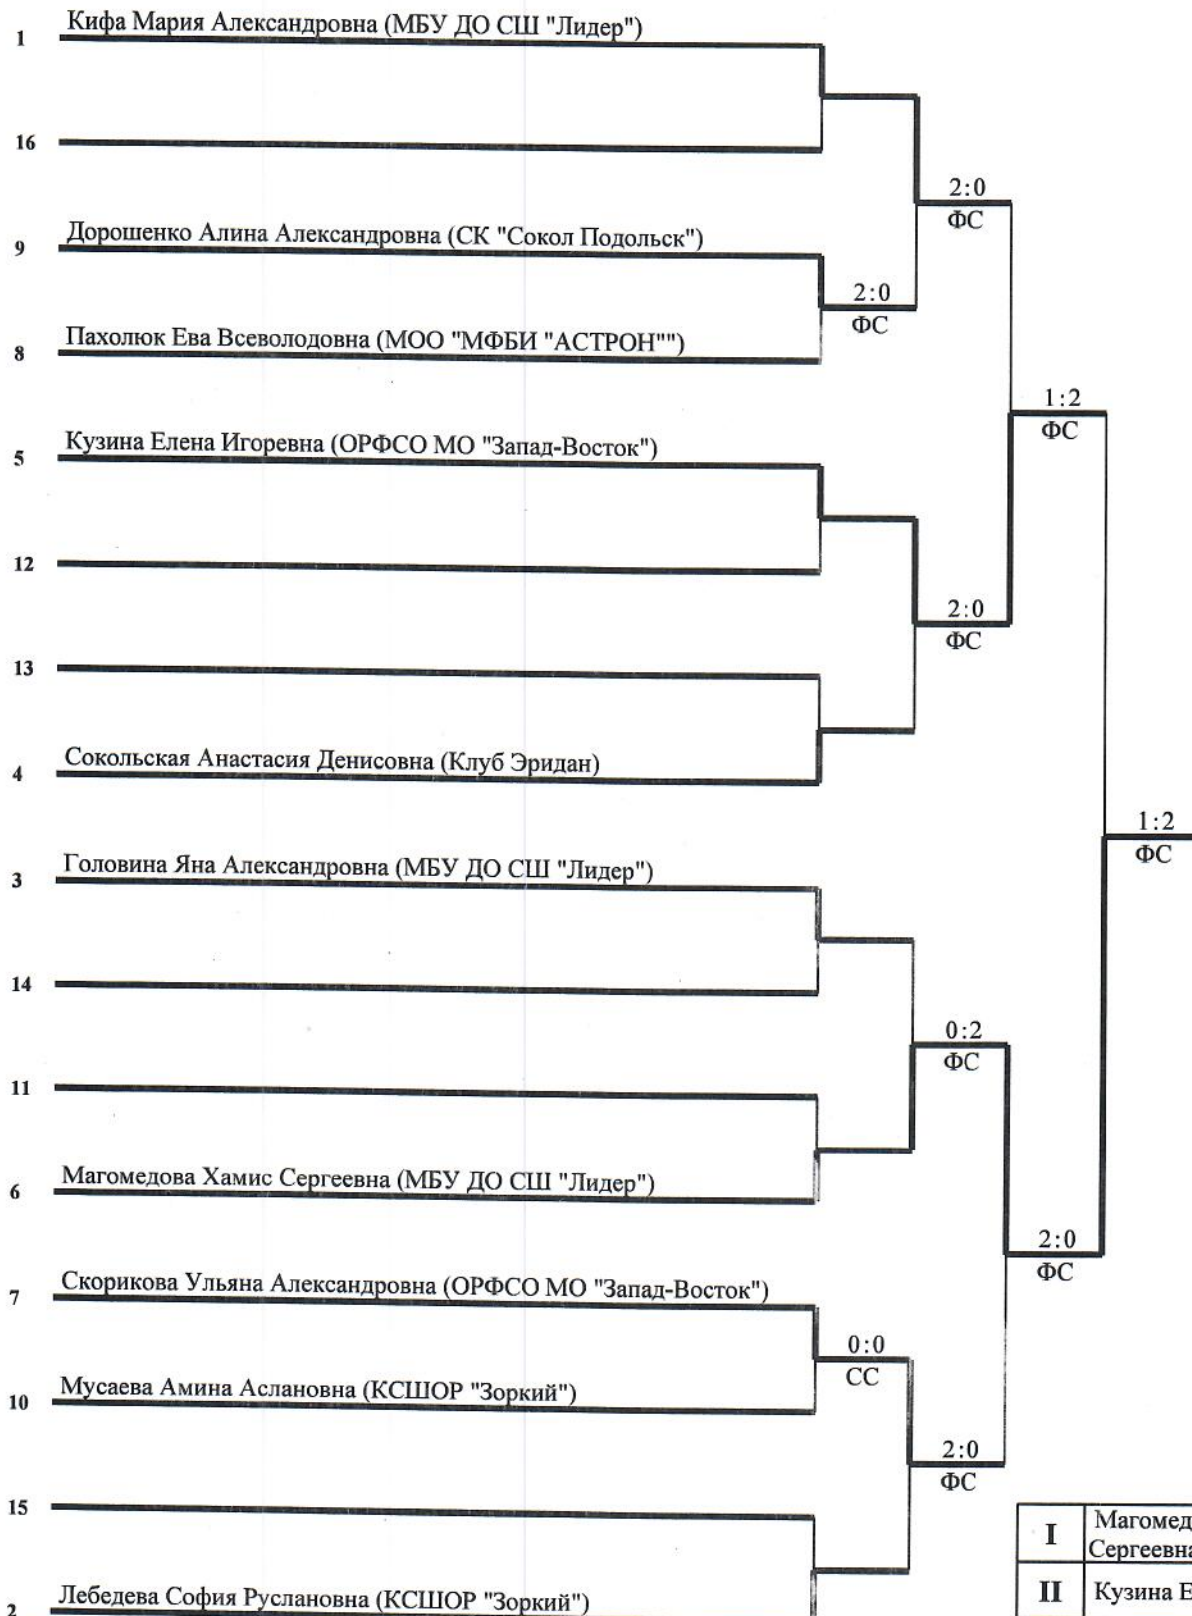 1 Кифа Мария Александровна (МБУ ДО СШ "Лидер")
16
2:0
ФС
9 Дорошенко Алина Александровна (СК "Сокол Подольск")
2:0
ФС
8 Пахолюк Ева Всеволодовна (МОО "МФБИ "АСТРОН"")
1:2
ФС
5 Кузина Елена Игоревна (ОРФСО МО "Запад-Восток")
12
2:0
ФС
13
4 Сокольская Анастасия Денисовна (Клуб Эридан)
1:2
ФС
3 Головина Яна Александровна (МБУ ДО СШ "Лидер")
14
0:2
ФС
11
6 Магомедова Хамис Сергеевна (МБУ ДО СШ "Лидер")
2:0
ФС
7 Скорикова Ульяна Александровна (ОРФСО МО "Запад-Восток")
0:0
СС
10 Мусаева Амина Аслановна (КСШОР "Зоркий")
2:0
ФС
15
I Магомед
Сергеевна
II Кузина Е
2 Лебедева София Руслановна (КСШОР "Зоркий")